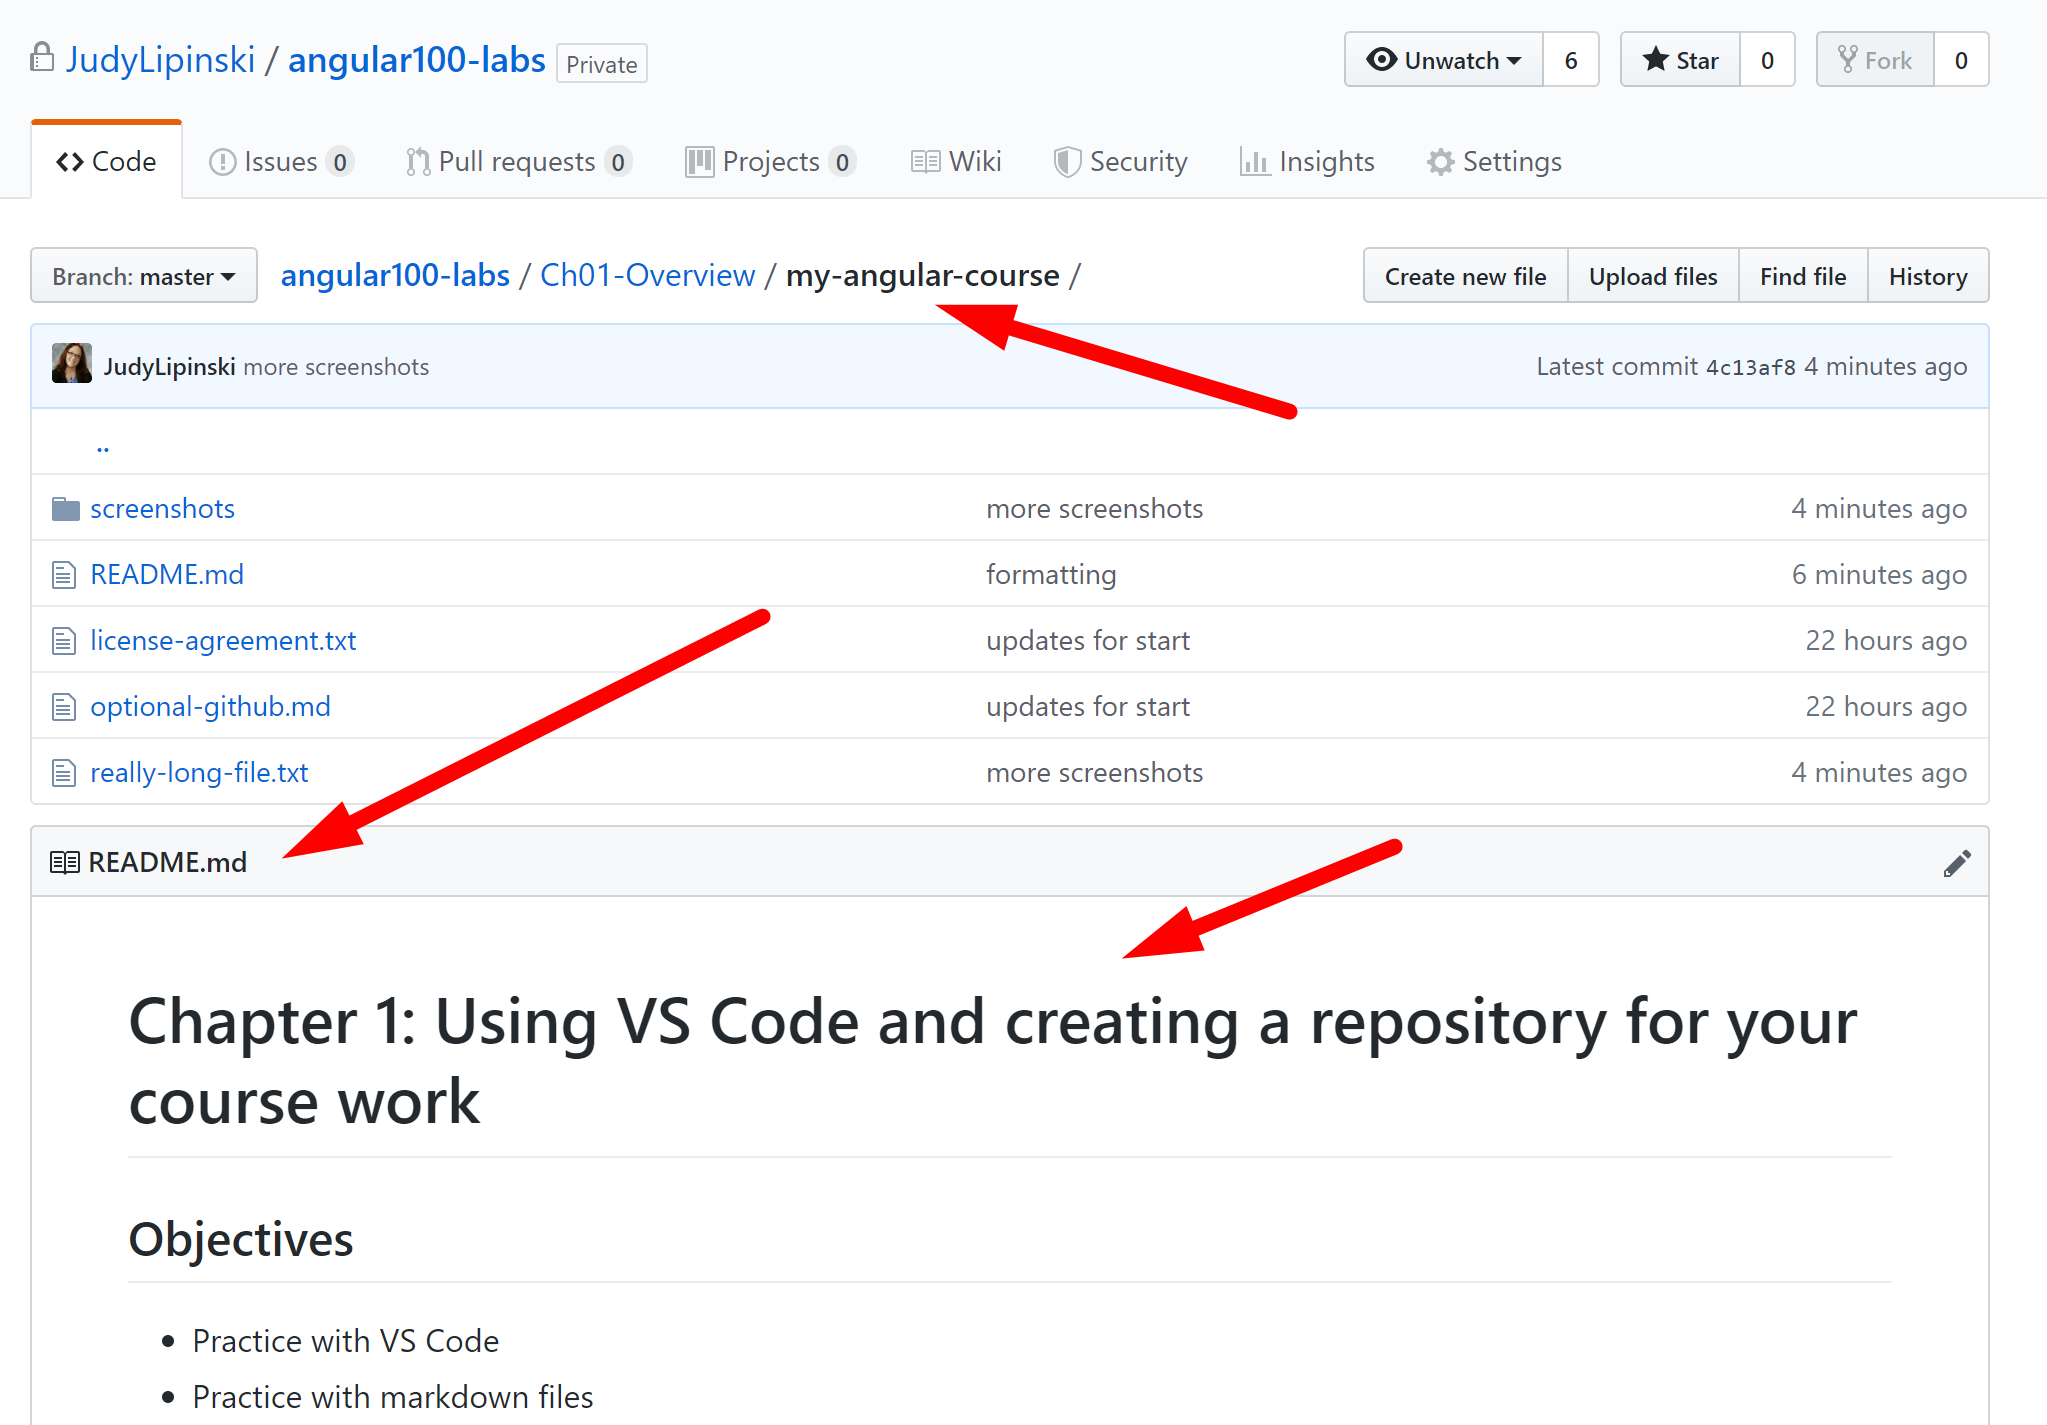 JudyLipinski / angular100-labs Private Unwatch 6 Star 0 Fork 0
Code Issues 0 Pull requests 0 Projects 0 Wiki Security Insights Settings
Branch: master angular100-labs / Ch01-Overview / my-angular-course / Create new file Upload files Find file History
JudyLipinski more screenshots Latest commit 4c13af8 4 minutes ago
..
screenshots more screenshots 4 minutes ago
README.md formatting 6 minutes ago
license-agreement.txt updates for start 22 hours ago
optional-github.md updates for start 22 hours ago
really-long-file.txt more screenshots 4 minutes ago
README.md
Chapter 1: Using VS Code and creating a repository for your
course work
Objectives
• Practice with VS Code
• Practice with markdown files